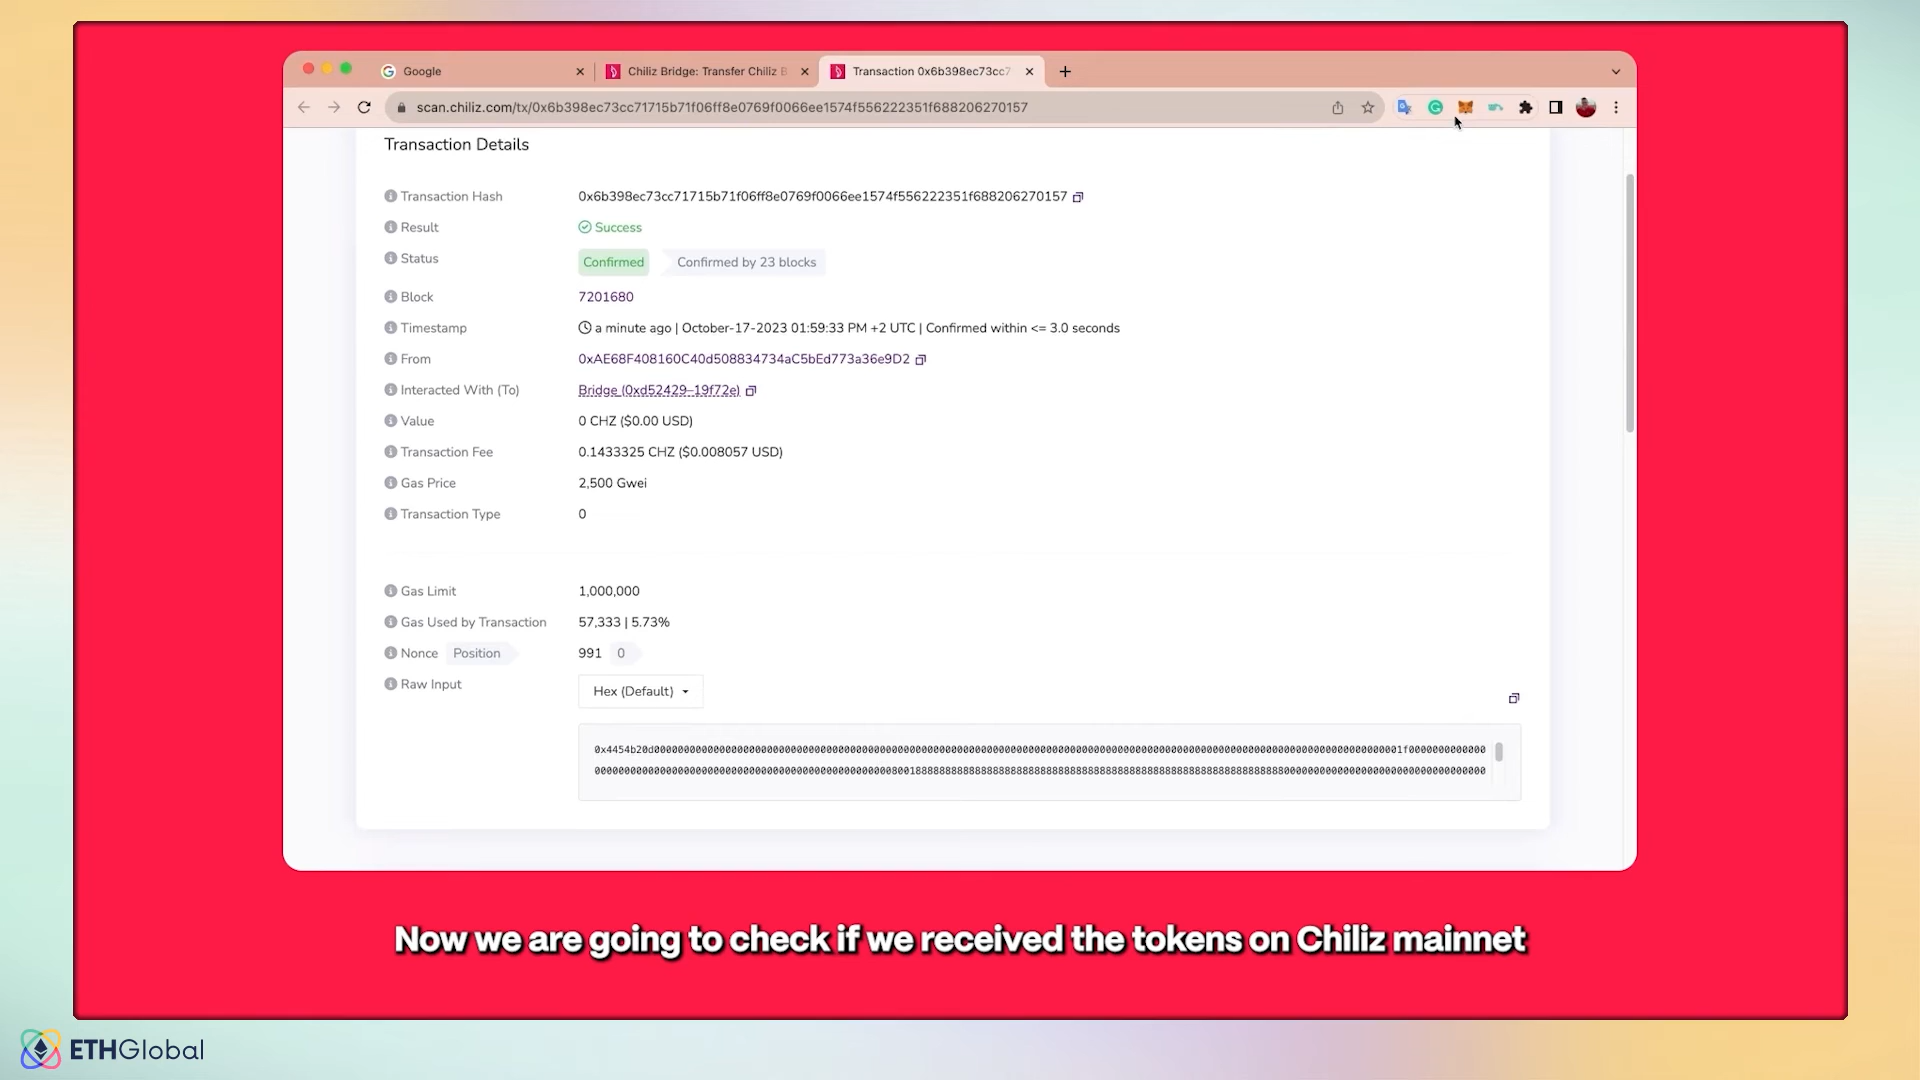 Google
Chiliz Bridge: Transfer Chiliz B
Transaction 0x6b398ec73cc7
scan.chiliz.com/tx/0x6b398ec73cc71715b71f06ff8e0769f0066ee1574f556222351f688206270157
Transaction Details
Transaction Hash 0x6b398ec73cc71715b71f06ff8e0769f0066ee1574f556222351f688206270157
Result Success
Status Confirmed Confirmed by 23 blocks
Block 7201680
Timestamp a minute ago | October-17-2023 01:59:33 PM +2 UTC | Confirmed within <= 3.0 seconds
From 0xAE68F408160C40d508834734aC5bEd773a36e9D2
Interacted With (To) Bridge (0xd52429–19f72e)
Value 0 CHZ ($0.00 USD)
Transaction Fee 0.1433325 CHZ ($0.008057 USD)
Gas Price 2,500 Gwei
Transaction Type 0
Gas Limit 1,000,000
Gas Used by Transaction 57,333 | 5.73%
Nonce Position 991 0
Raw Input Hex (Default)
Now we are going to check if we received the tokens on Chiliz mainnet
ETHGlobal